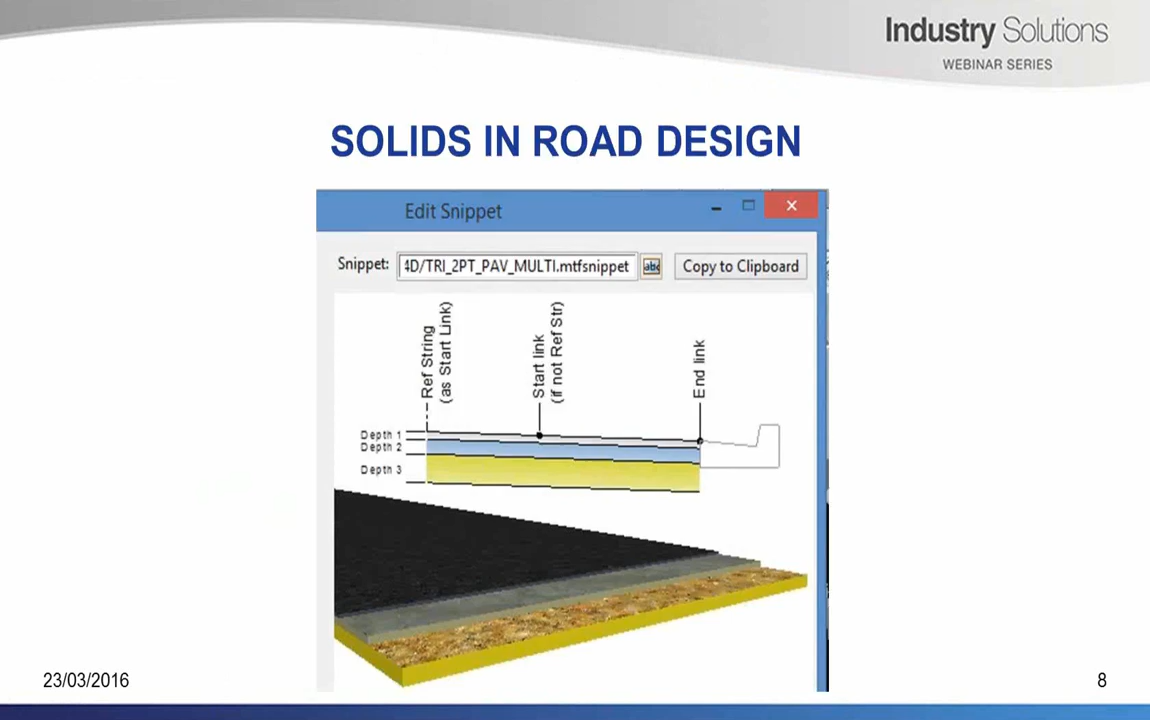 Industry Solutions
WEBINAR SERIES
SOLIDS IN ROAD DESIGN
Edit Snippet
Snippet: 4D/TRI_2PT_PAV_MULTI.mtfsnippet abc Copy to Clipboard
Ref String
(as Start Link)
Start link
(if not Ref Str)
End link
Depth 1
Depth 2
Depth 3
23/03/2016
8